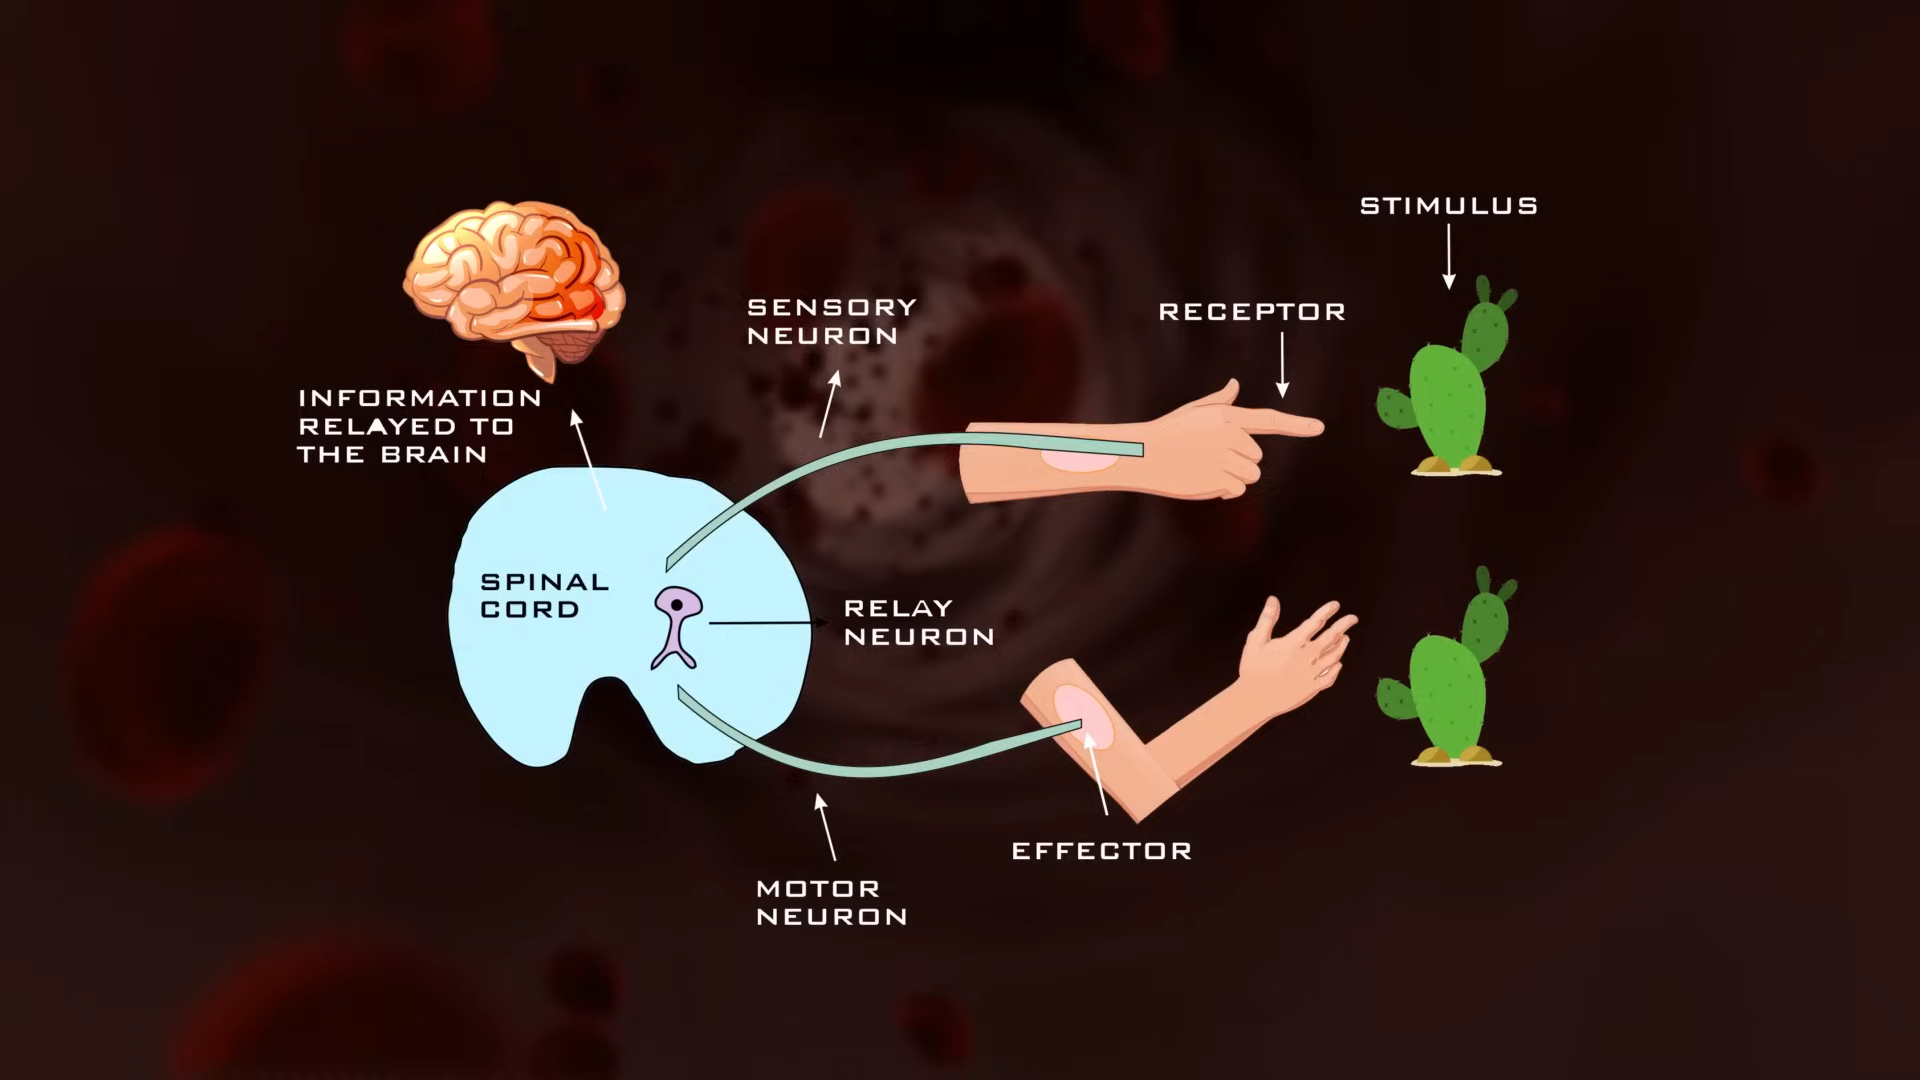 STIMULUS
RECEPTOR
SENSORY
NEURON
INFORMATION
RELAYED TO
THE BRAIN
SPINAL
CORD
RELAY
NEURON
EFFECTOR
MOTOR
NEURON